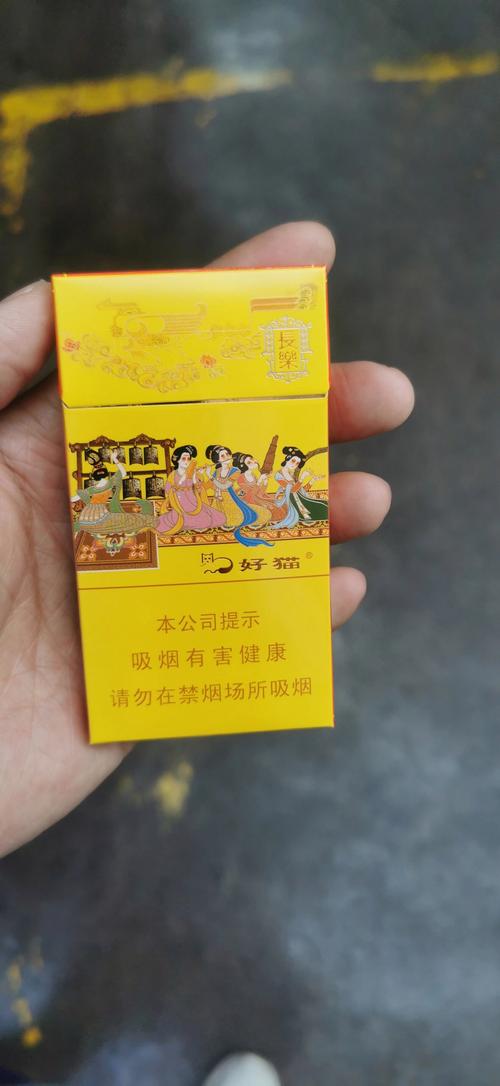 長樂
好猫®
本公司提示
吸烟有害健康
请勿在禁烟场所吸烟